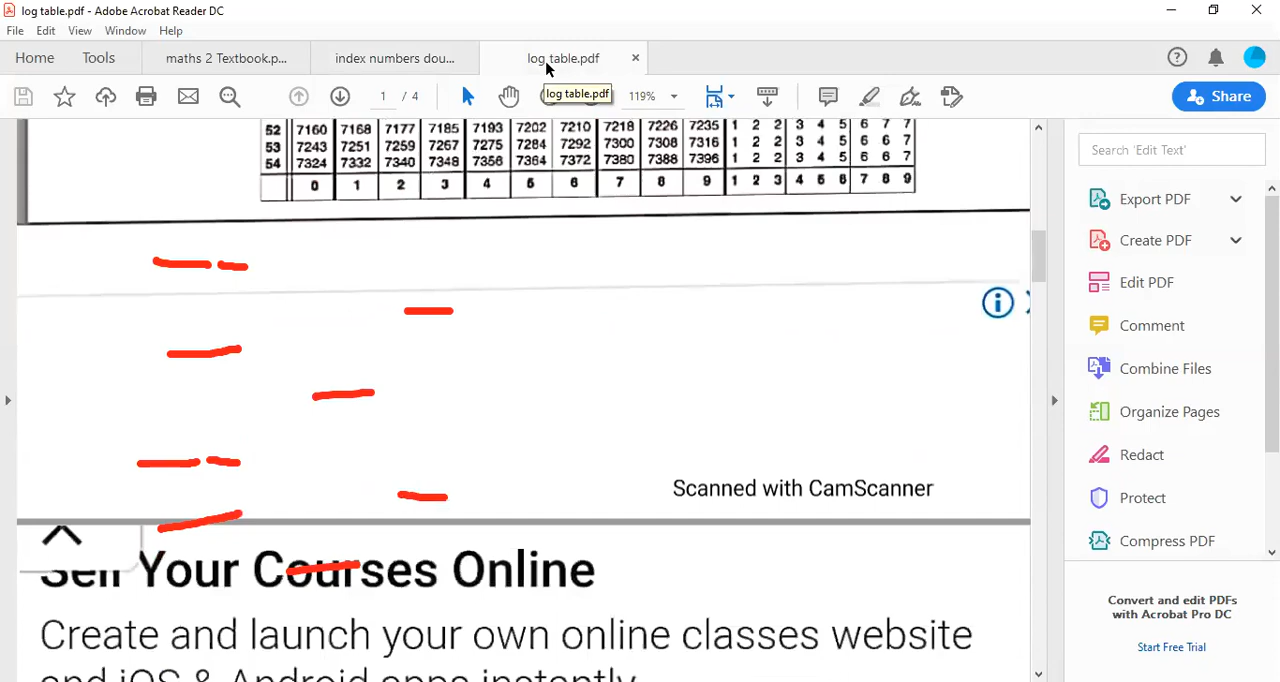 log table.pdf - Adobe Acrobat Reader DC
File Edit View Window Help
Home Tools maths 2 Textbook.p... index numbers dou... log table.pdf ×
1 / 4 119% Share
log table.pdf
52 7160 7168 7177 7185 7193 7202 7210 7218 7226 7235 1 2 2 3 4 5 6 7 7
53 7243 7251 7259 7267 7275 7284 7292 7300 7308 7316 1 2 2 3 4 5 6 6 7
54 7324 7332 7340 7348 7356 7364 7372 7380 7388 7396 1 2 2 3 4 5 6 6 7
0 1 2 3 4 5 6 7 8 9 1 2 3 4 5 6 7 8 9
Scanned with CamScanner
Sell Your Courses Online
Create and launch your own online classes website
and iOS & Android apps instantly
Search 'Edit Text'
Export PDF
Create PDF
Edit PDF
Comment
Combine Files
Organize Pages
Redact
Protect
Compress PDF
Convert and edit PDFs
with Acrobat Pro DC
Start Free Trial